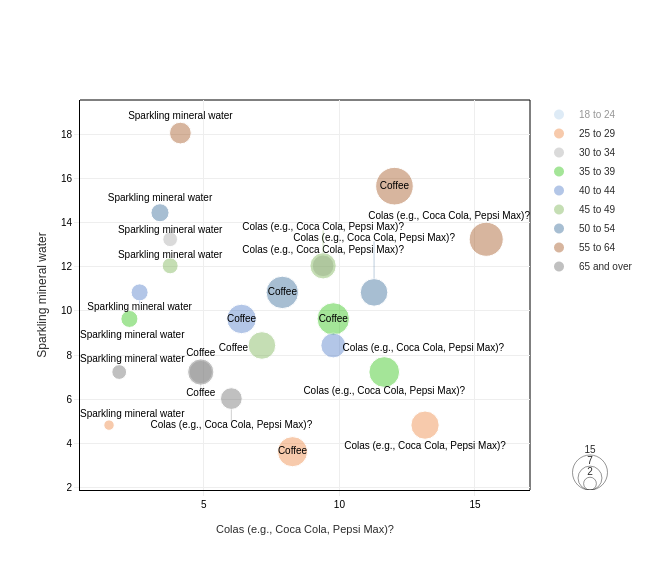 Sparkling mineral water
18 to 24
18
25 to 29
30 to 34
16
Coffee
35 to 39
Sparkling mineral water
40 to 44
Colas (e.g., Coca Cola, Pepsi Max)?
45 to 49
14
Sparkling mineral water
Colas (e.g., Coca Cola, Pepsi Max)?
50 to 54
Colas (e.g., Coca Cola, Pepsi Max)?
55 to 64
Sparkling mineral water
Colas (e.g., Coca Cola, Pepsi Max)?
12
65 and over
Coffee
Sparkling mineral water
10
Coffee
Coffee
Sparkling mineral water
Coffee
Colas (e.g., Coca Cola, Pepsi Max)?
8
Sparkling mineral water
Coffee
Coffee
Colas (e.g., Coca Cola, Pepsi Max)?
6
Sparkling mineral water
Colas (e.g., Coca Cola, Pepsi Max)?
4
Coffee
Colas (e.g., Coca Cola, Pepsi Max)?
15
7
2
2
5
10
15
Colas (e.g., Coca Cola, Pepsi Max)?
Sparkling mineral water